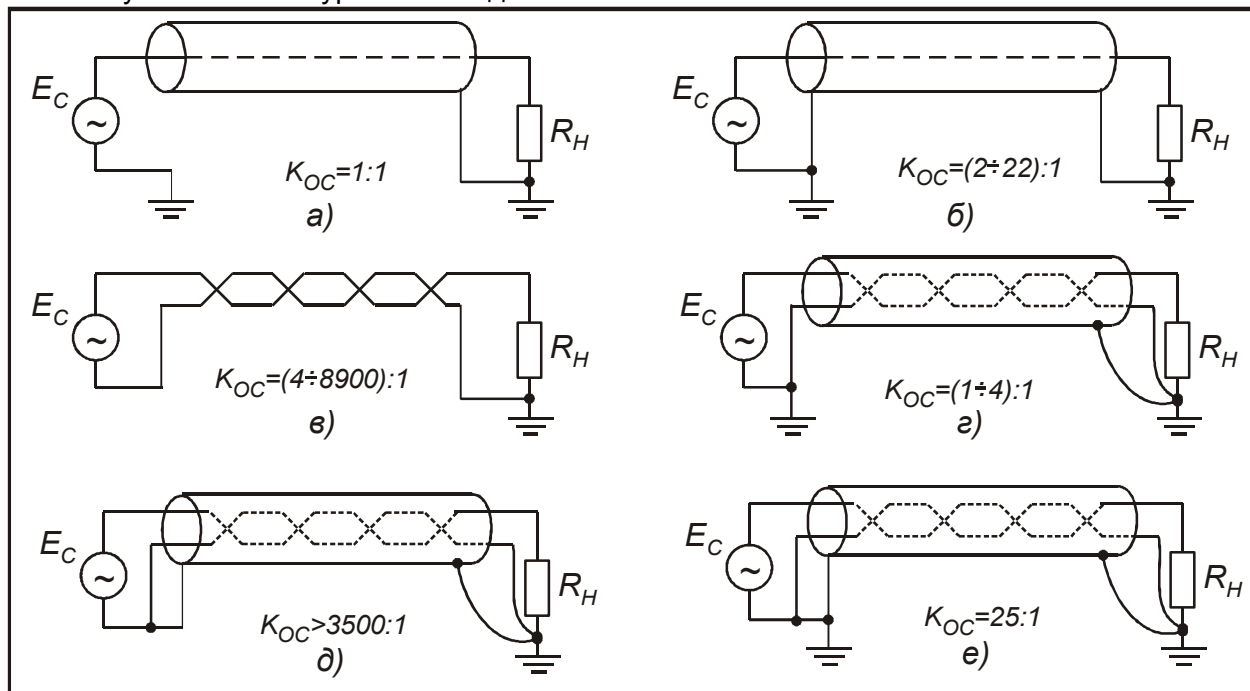 E_C
R_H
K_OC=1:1
а)
E_C
R_H
K_OC=(2÷22):1
б)
E_C
R_H
K_OC=(4÷8900):1
в)
E_C
R_H
K_OC=(1÷4):1
г)
E_C
R_H
K_OC>3500:1
д)
E_C
R_H
K_OC=25:1
е)